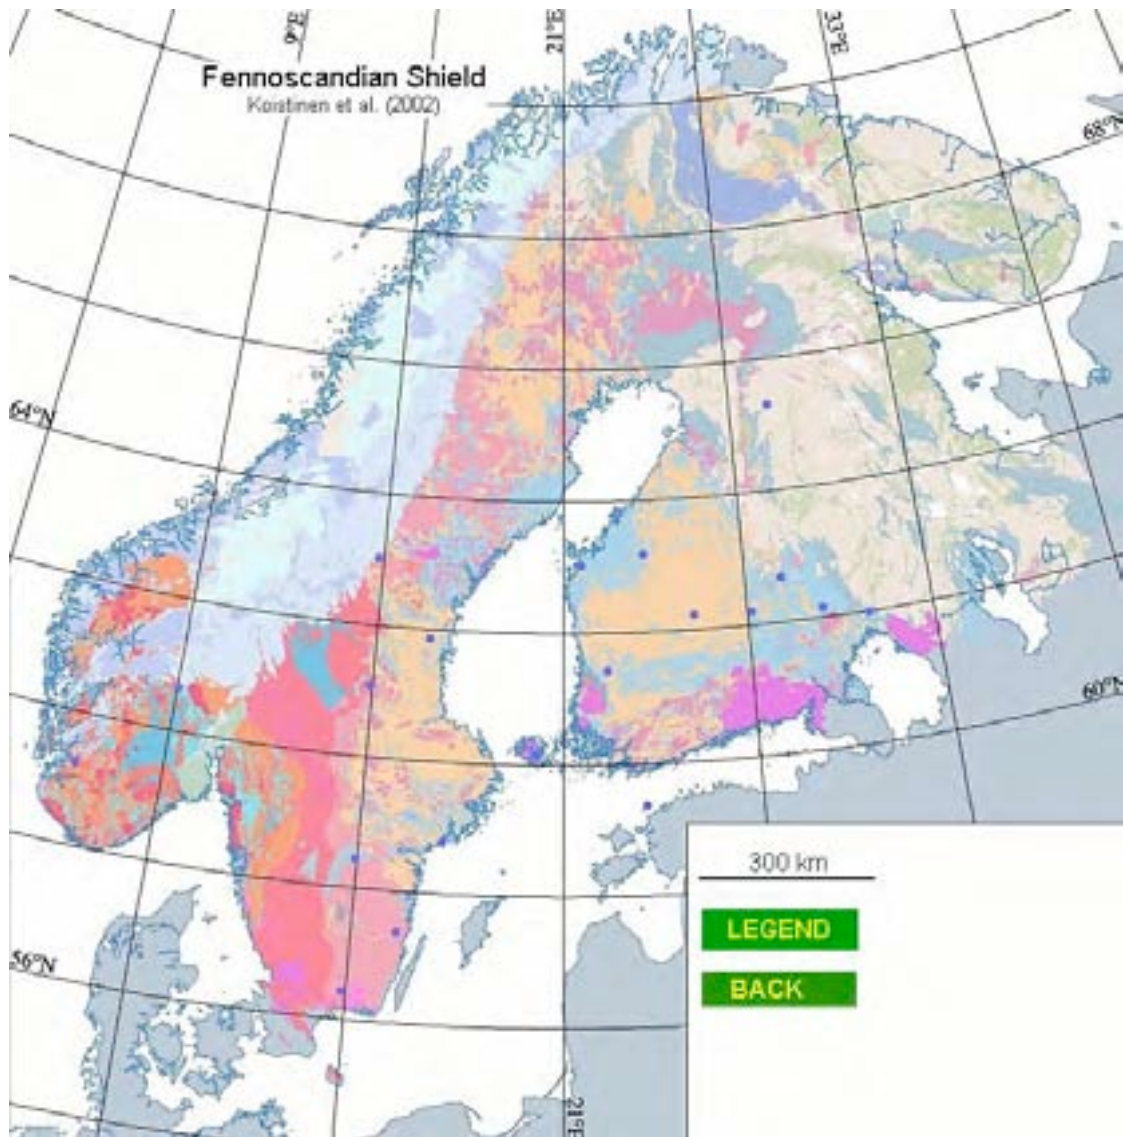 9°E
21°E
33°E
Fennoscandian Shield
Koistinen et al. (2002)
68°N
64°N
60°N
300 km
LEGEND
56°N
BACK
21°E